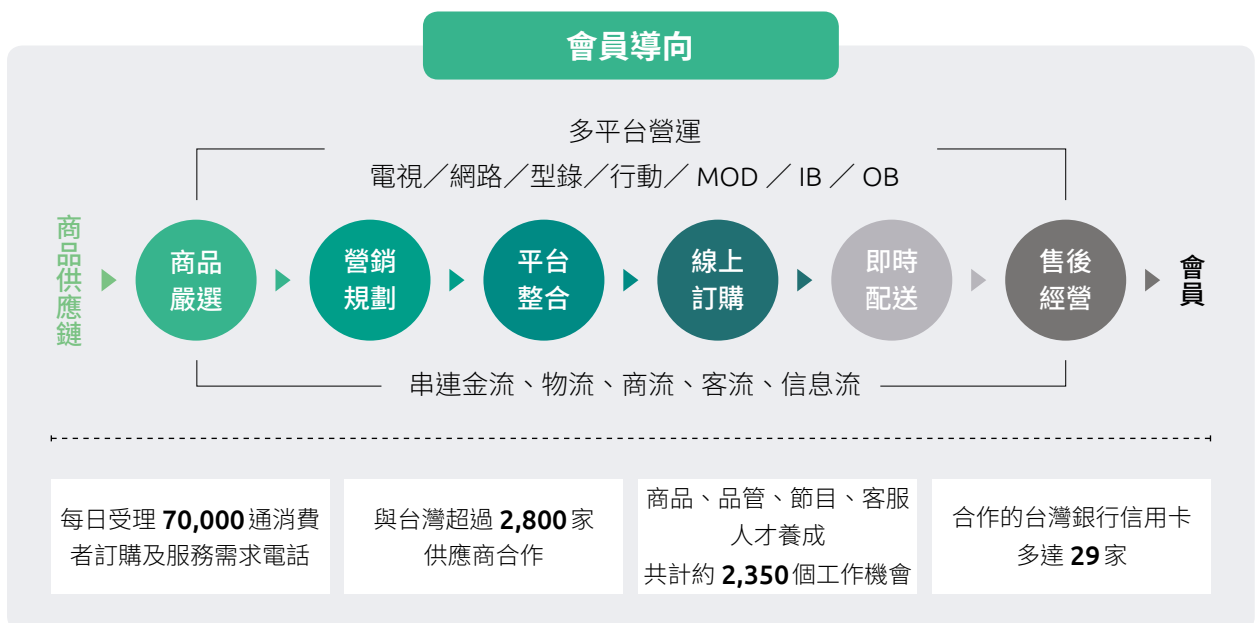 會員導向
多平台營運
電視／網路／型錄／行動／ MOD ／ IB ／ OB
商品供應鏈
商品
嚴選
營銷
規劃
平台
整合
線上
訂購
即時
配送
售後
經營
會員
串連金流、物流、商流、客流、信息流
每日受理 70,000 通消費
者訂購及服務需求電話
與台灣超過 2,800 家
供應商合作
商品、品管、節目、客服
人才養成
共計約 2,350 個工作機會
合作的台灣銀行信用卡
多達 29 家